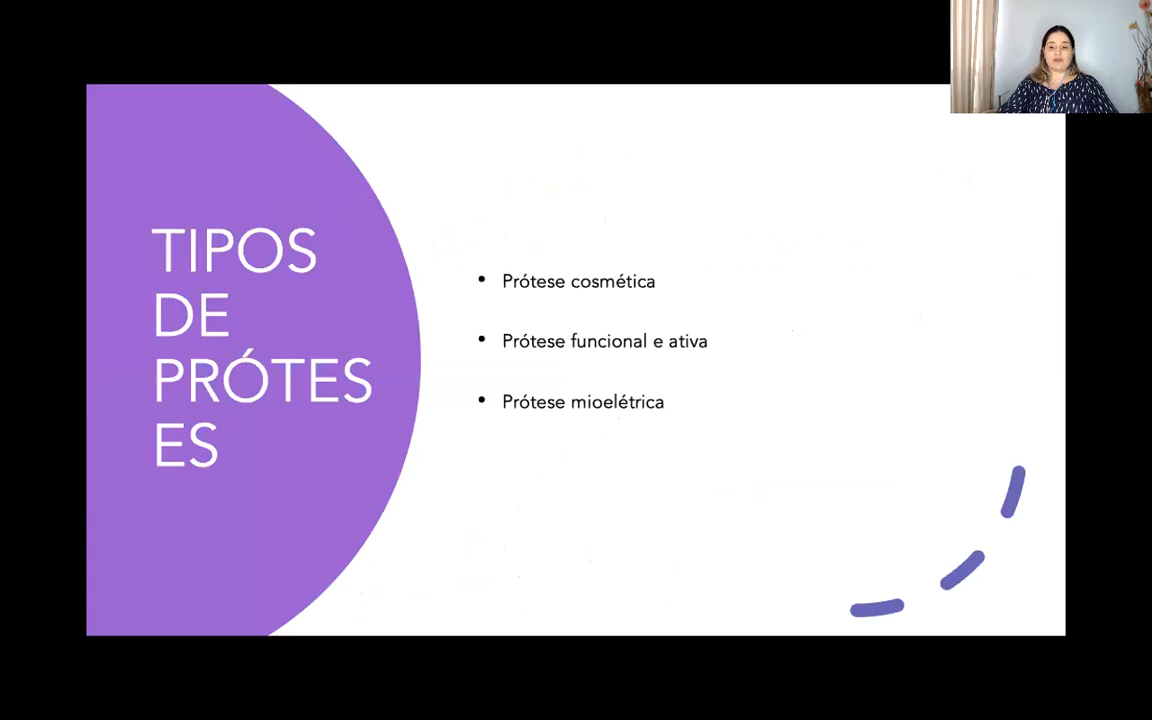 TIPOS
DE
PRÓTES
ES
• Prótese cosmética
• Prótese funcional e ativa
• Prótese mioelétrica